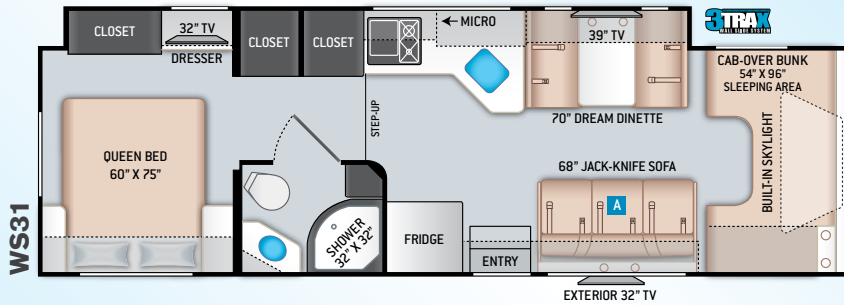 3TRAX
WALL SLIDE SYSTEM
CLOSET
32” TV
DRESSER
CLOSET
CLOSET
MICRO
39” TV
CAB-OVER BUNK
54” X 96”
SLEEPING AREA
STEP-UP
70” DREAM DINETTE
QUEEN BED
60” X 75”
68” JACK-KNIFE SOFA
BUILT-IN SKYLIGHT
A
SHOWER
32” X 32”
FRIDGE
ENTRY
EXTERIOR 32” TV
WS31